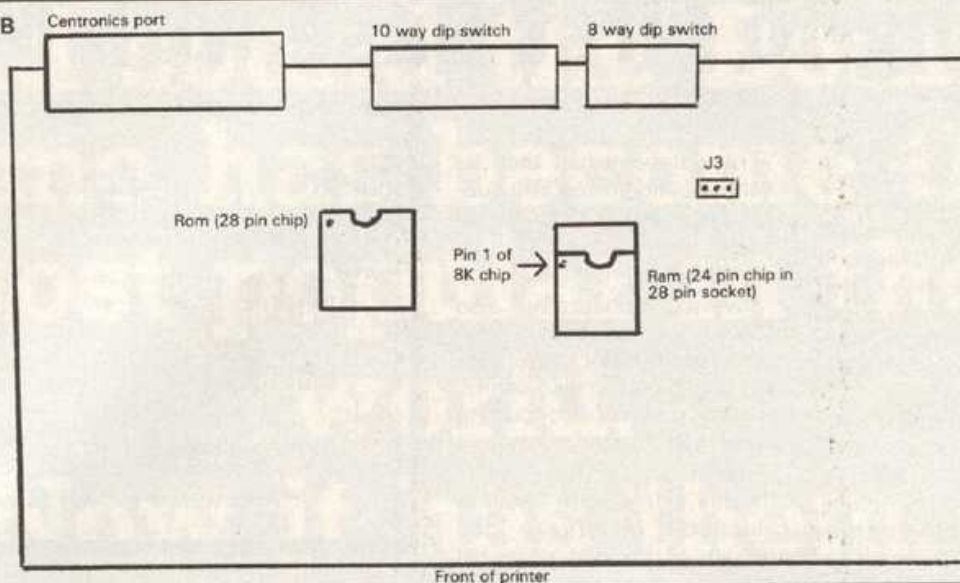 B
Centronics port
10 way dip switch
8 way dip switch
J3
Rom (28 pin chip)
Pin 1 of
8K chip
Ram (24 pin chip in
28 pin socket)
Front of printer